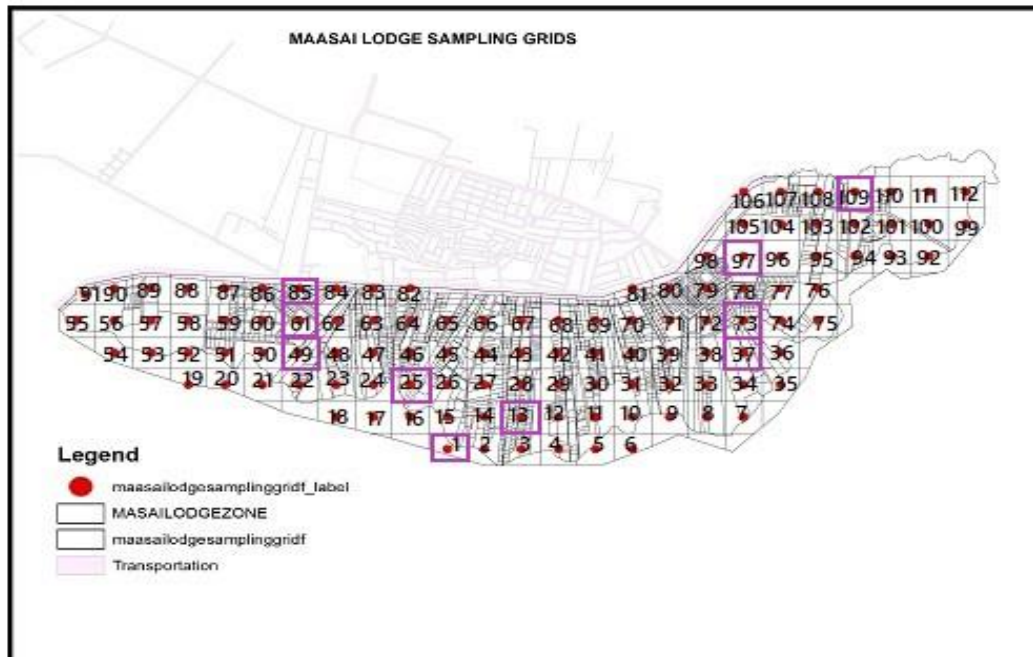 MAASAI LODGE SAMPLING GRIDS
106 107 108 109 110 111 112
105 104 103 102 101 100 99
98 97 96 95 94 93 92
91 90 89 88 87 86 85 84 83 82 81 80 79 78 77 76
55 56 57 58 59 60 61 62 63 64 65 66 67 68 69 70 71 72 73 74 75
54 53 52 51 50 49 48 47 46 45 44 43 42 41 40 39 38 37 36
19 20 21 22 23 24 25 26 27 28 29 30 31 32 33 34 35
18 17 16 15 14 13 12 11 10 9 8 7
1 2 3 4 5 6
Legend
maasailodgesamplinggridf_label
MASAILODGEZONE
maasailodgesamplinggridf
Transportation